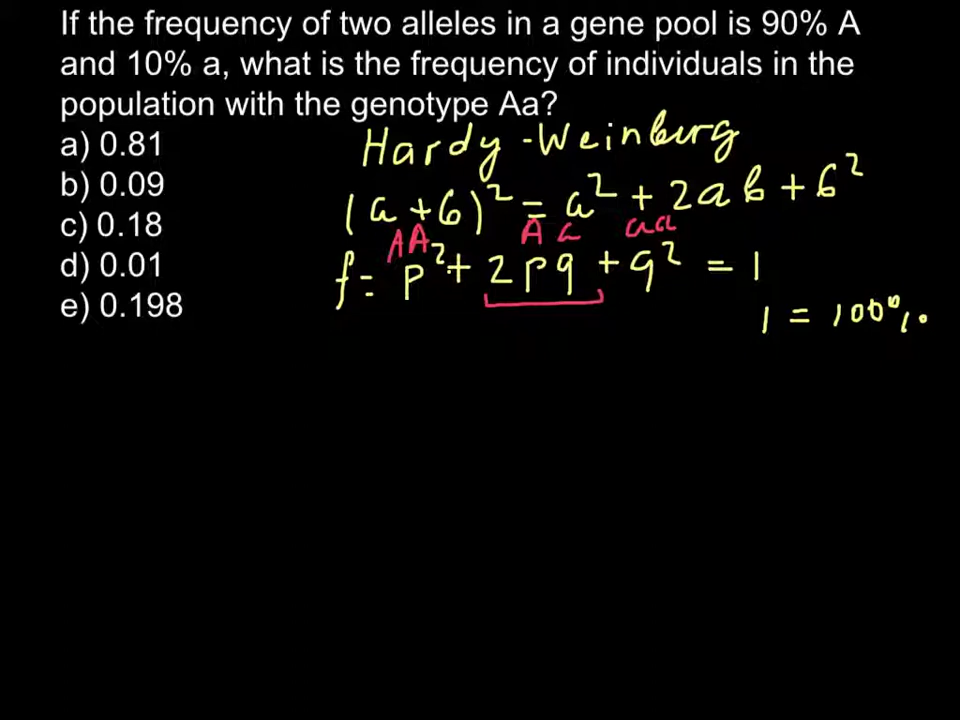 If the frequency of two alleles in a gene pool is 90% A
and 10% a, what is the frequency of individuals in the
population with the genotype Aa?
a) 0.81
b) 0.09
c) 0.18
d) 0.01
e) 0.198
Hardy-Weinburg
(a+b)² = a² + 2ab + b²
AA Aa aa
f = p² + 2pq + q² = 1
1 = 100%